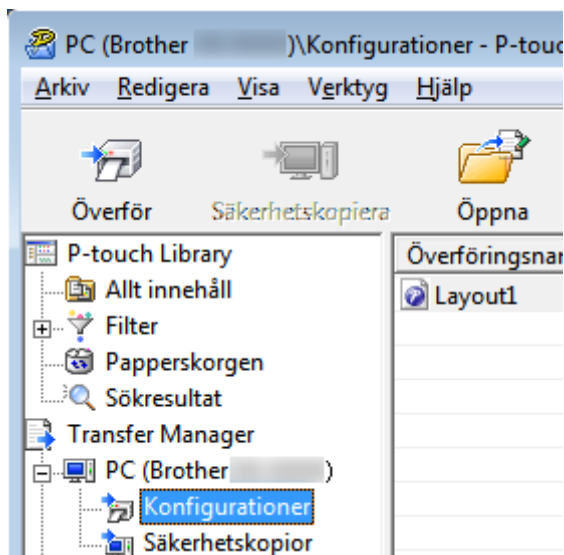 PC (Brother )\Konfigurationer - P-touc
Arkiv Redigera Visa Verktyg Hjälp
Överför Säkerhetskopiera Öppna
P-touch Library
Allt innehåll
Filter
Papperskorgen
Sökresultat
Transfer Manager
PC (Brother )
Konfigurationer
Säkerhetskopior
Överföringsnar
Layout1